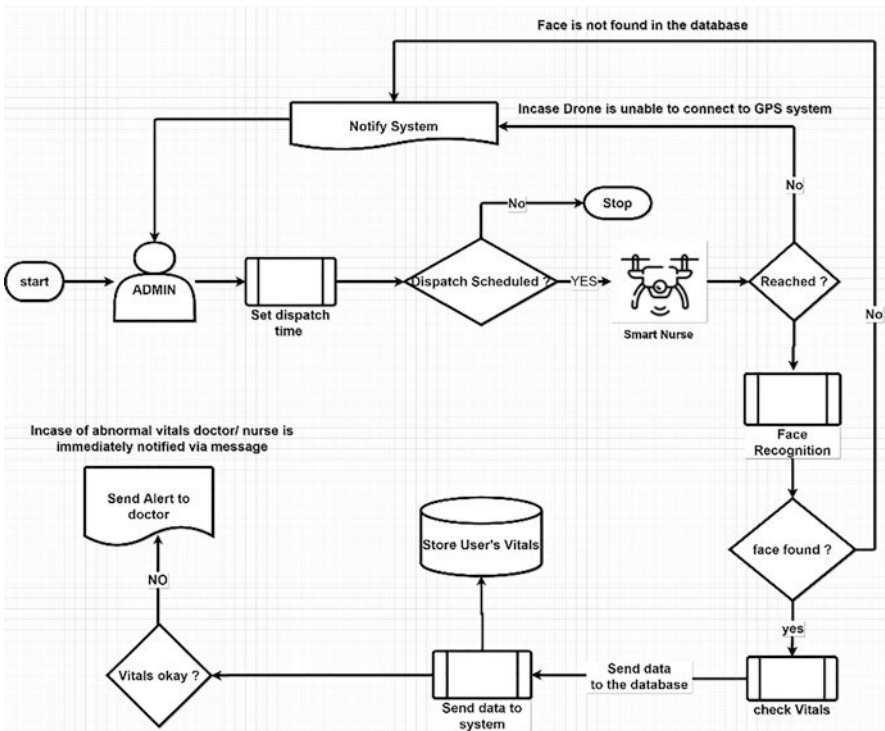 Face is not found in the database
Incase Drone is unable to connect to GPS system
Notify System
No
No
Stop
start
ADMIN
Set dispatch
time
Dispatch Scheduled ?
YES
Smart Nurse
Reached ?
No
Face
Recognition
Incase of abnormal vitals doctor/ nurse is
immediately notified via message
Send Alert to
doctor
Store User's Vitals
face found ?
NO
yes
Vitals okay ?
Send data to
system
Send data
to the database
check Vitals